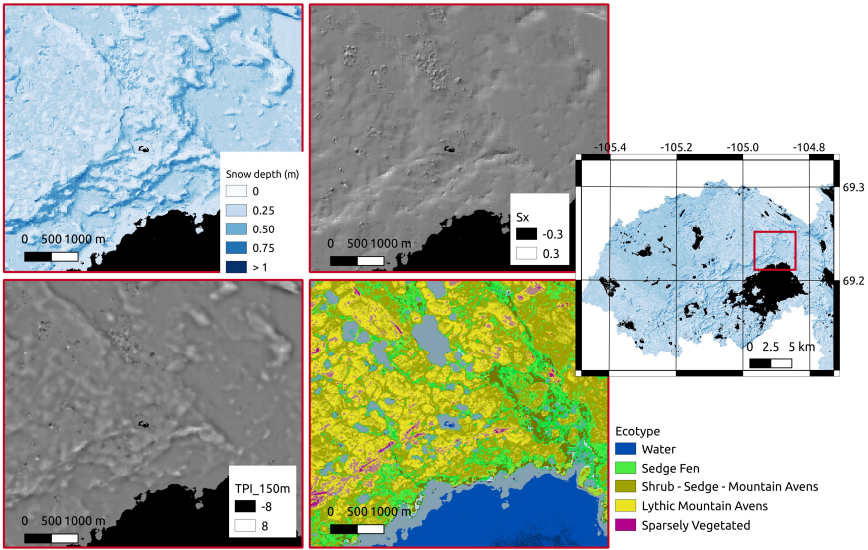 Snow depth (m)
0
0.25
0.50
0.75
> 1
0 500 1000 m
Sx
-0.3
0.3
0 500 1000 m
-105.4 -105.2 -105.0 -104.8
69.3
69.2
0 2.5 5 km
TPI_150m
-8
8
0 500 1000 m
0 500 1000 m
Ecotype
Water
Sedge Fen
Shrub - Sedge - Mountain Avens
Lythic Mountain Avens
Sparsely Vegetated